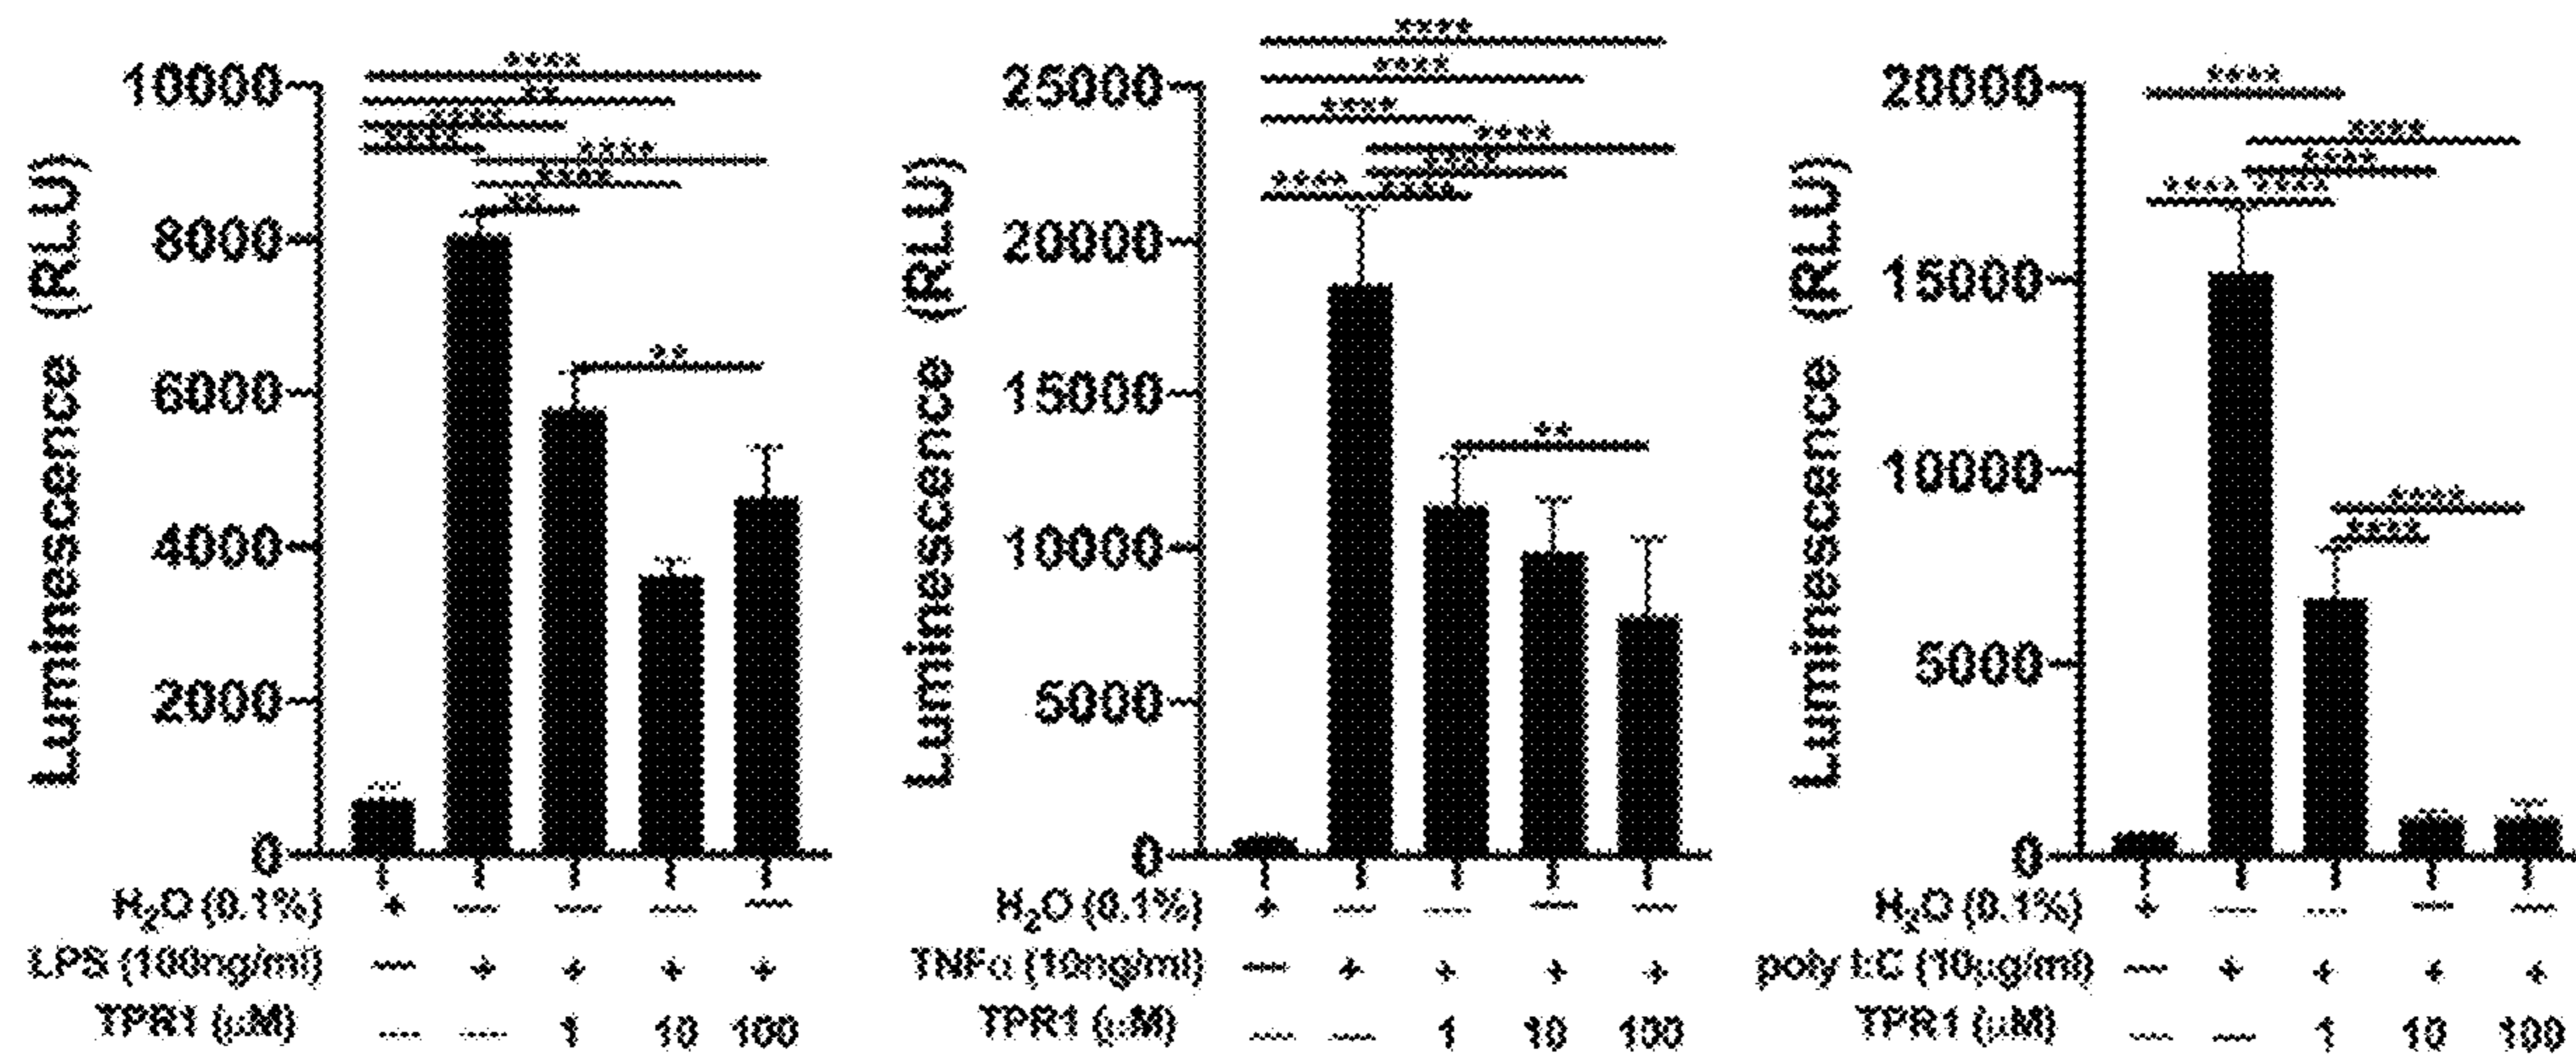 **** **** ****
10000 ** 25000 **** 20000 ****
**** **** ****
**** **** ****
**** **** ****
**** **** **** **** ****
**
8000 20000 15000
** **
6000 15000 10000 ****
****
4000 10000 5000
2000 5000
0 0 0
Luminescence (RLU) Luminescence (RLU) Luminescence (RLU)
H₂O (0.1%) + — — — — H₂O (0.1%) + — — — — H₂O (0.1%) + — — — —
LPS (100ng/ml) — + + + + TNFα (10ng/ml) — + + + + poly I:C (10μg/ml) — + + + +
TPR1 (μM) — — 1 10 100 TPR1 (μM) — — 1 10 100 TPR1 (μM) — — 1 10 100